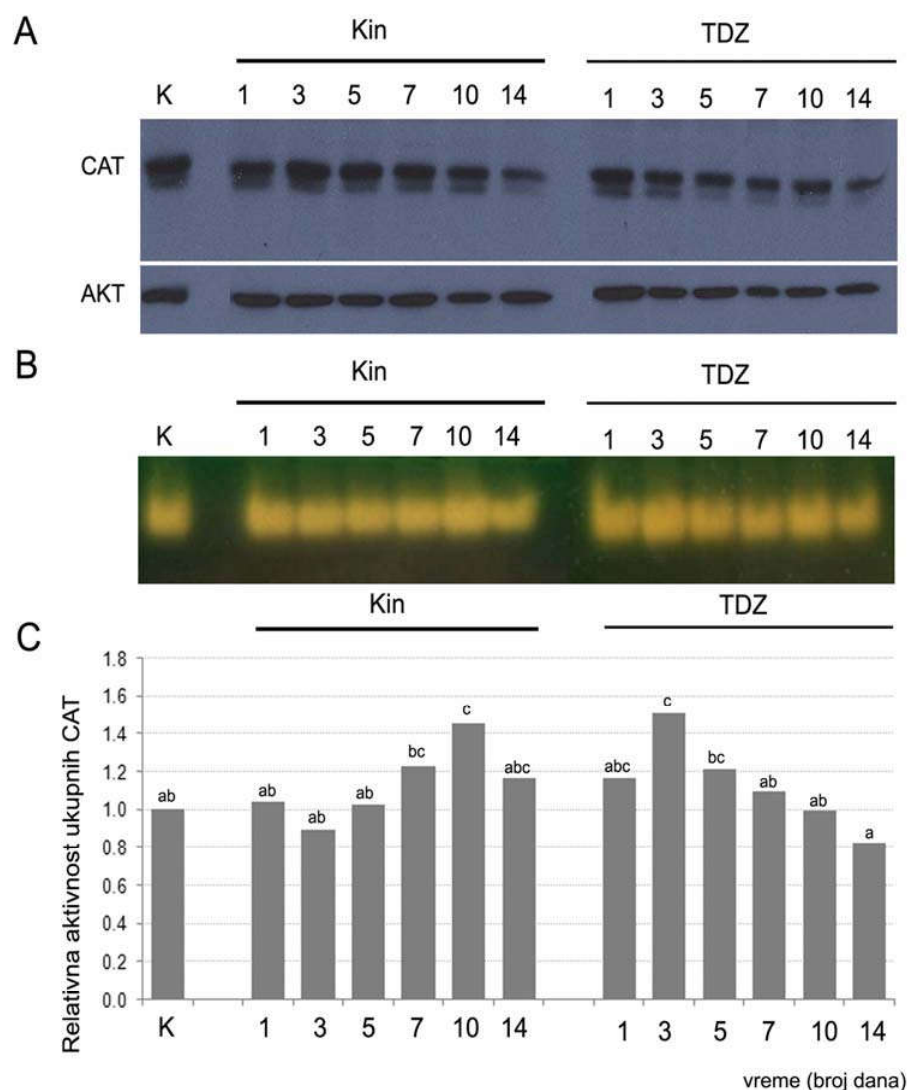 A
Kin TDZ
K 1 3 5 7 10 14 1 3 5 7 10 14
CAT
AKT
B
Kin TDZ
K 1 3 5 7 10 14 1 3 5 7 10 14
Kin TDZ
C
Relativna aktivnost ukupnih CAT
1.8
1.6
1.4
1.2
1.0
0.8
0.6
0.4
0.2
0.0
ab ab ab ab bc c abc abc c bc ab ab a
K 1 3 5 7 10 14 1 3 5 7 10 14
vreme (broj dana)